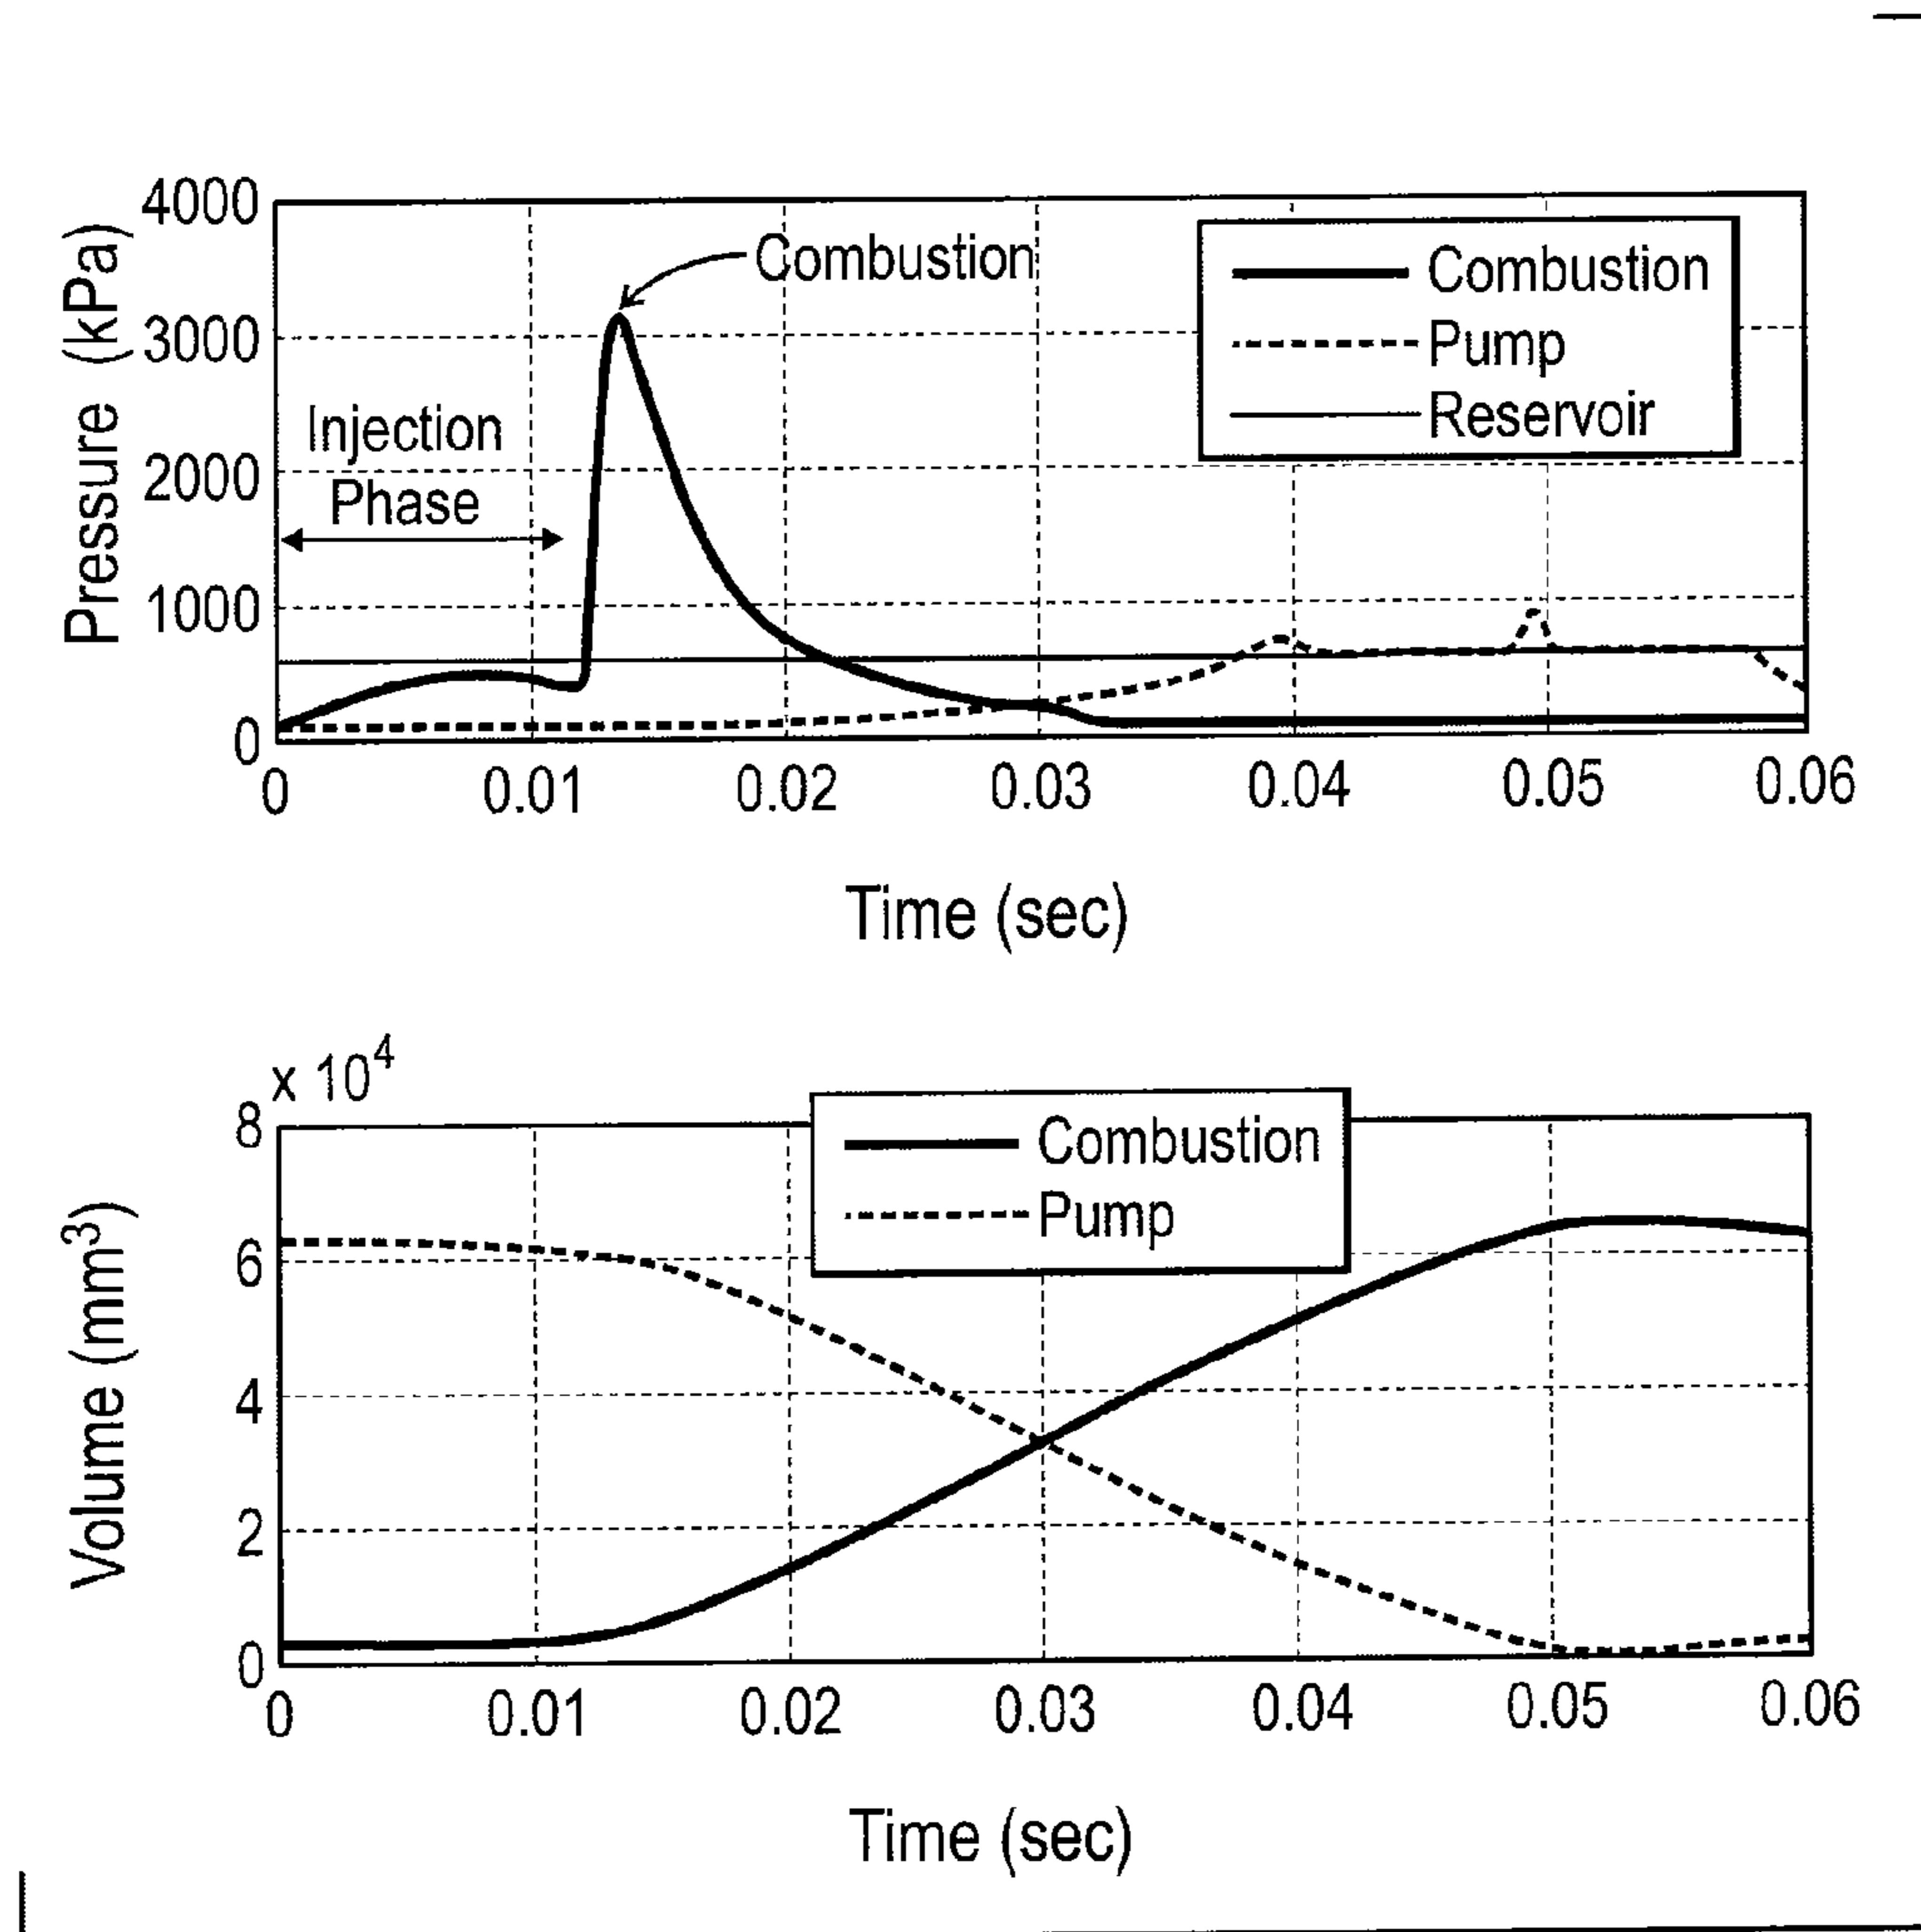 4000
3000
2000
1000
0
Pressure (kPa)
Combustion
Injection
Phase
Combustion
Pump
Reservoir
0 0.01 0.02 0.03 0.04 0.05 0.06
Time (sec)
x 10⁴
8
6
4
2
0
Volume (mm³)
Combustion
Pump
0 0.01 0.02 0.03 0.04 0.05 0.06
Time (sec)